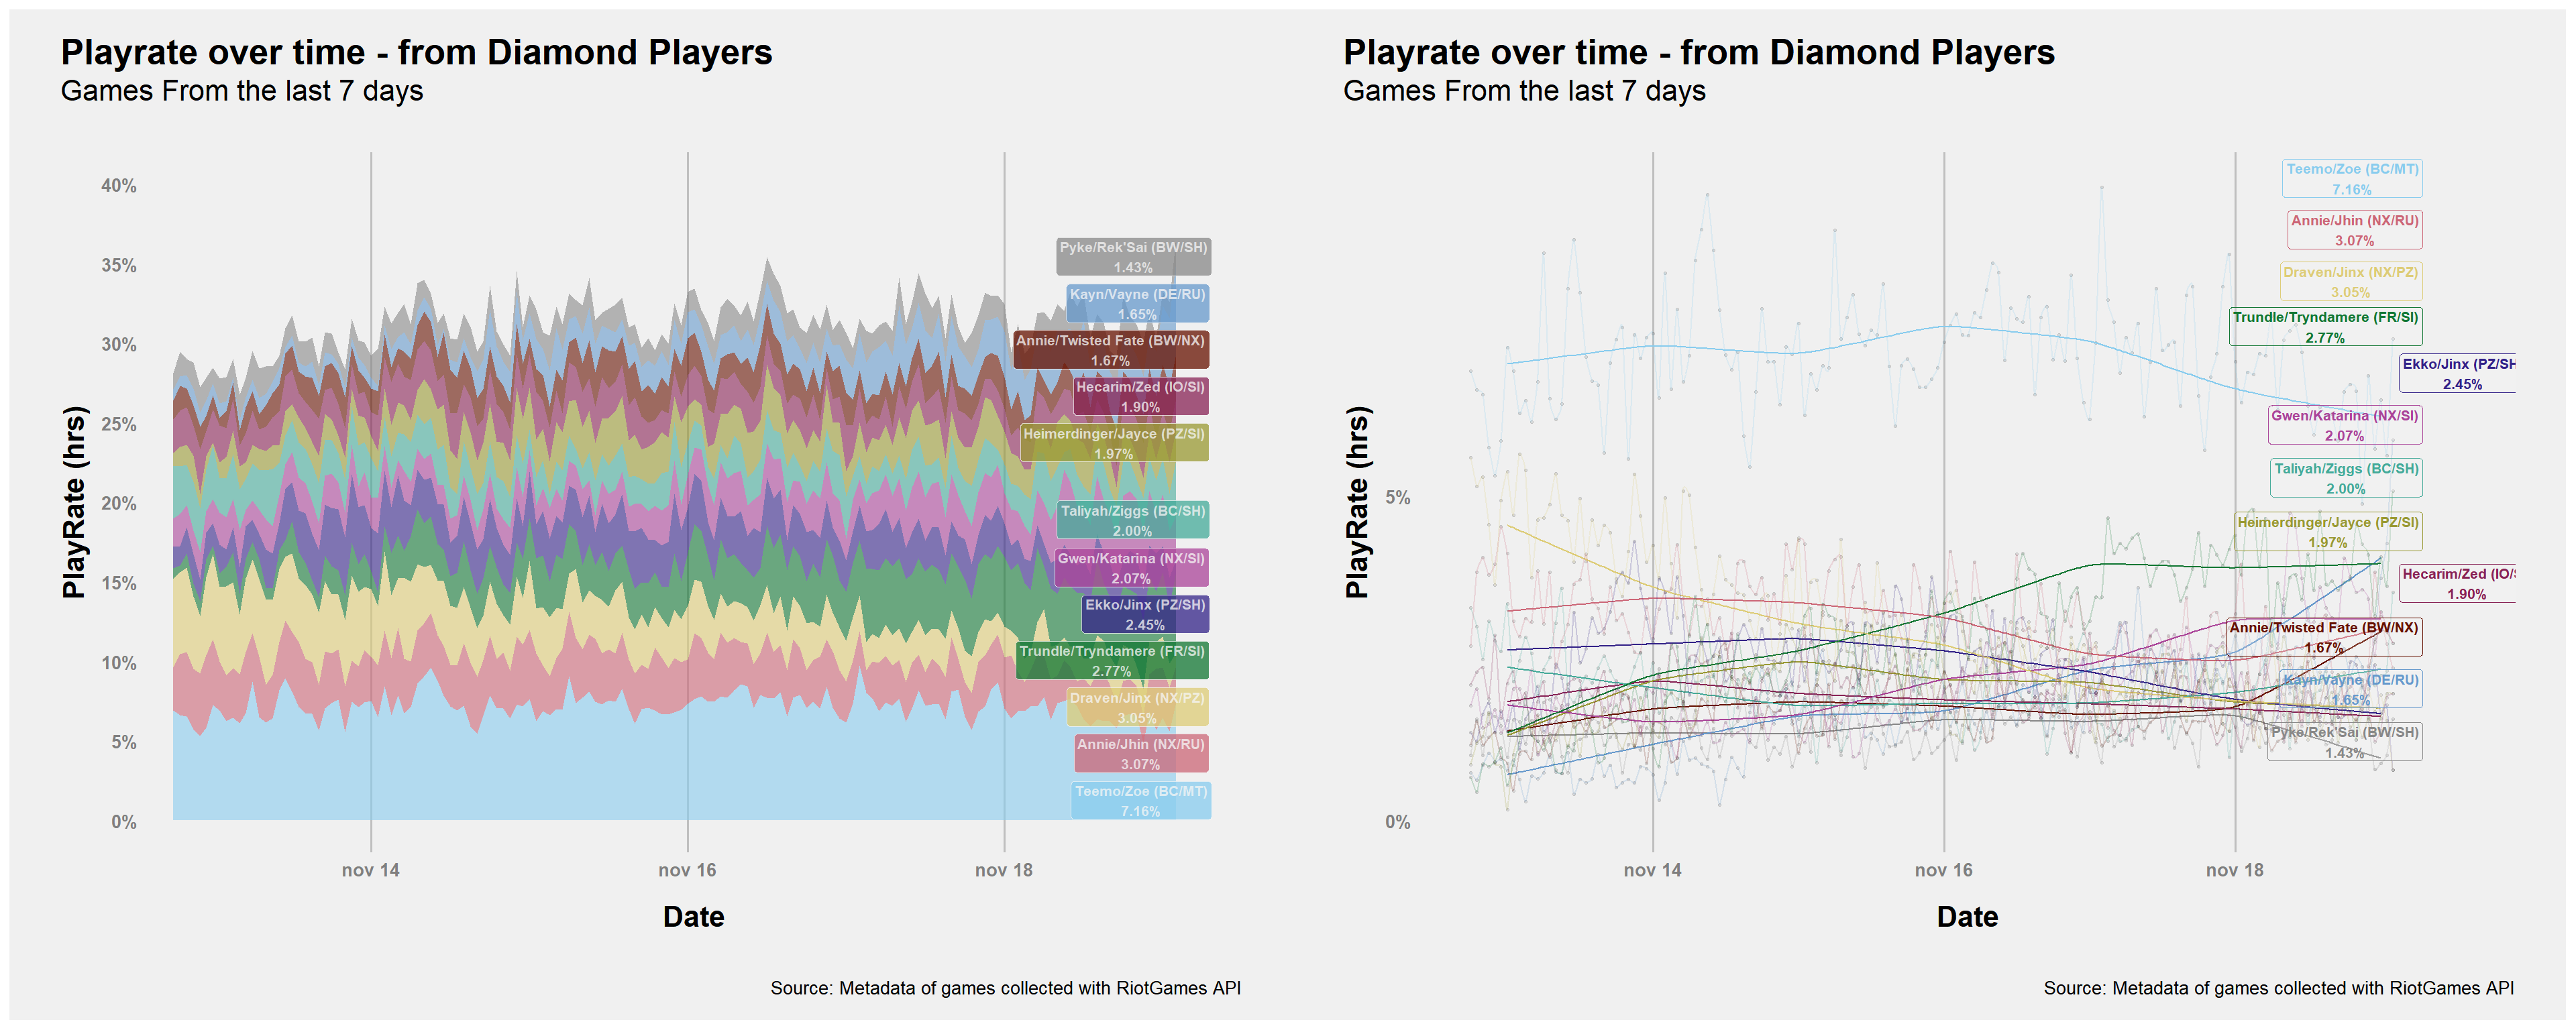 Playrate over time - from Diamond Players
Games From the last 7 days
PlayRate (hrs)
40%
35%
30%
25%
20%
15%
10%
5%
0%
Pyke/Rek'Sai (BW/SH)
1.43%
Kayn/Vayne (DE/RU)
1.65%
Annie/Twisted Fate (BW/NX)
1.67%
Hecarim/Zed (IO/SI)
1.90%
Heimerdinger/Jayce (PZ/SI)
1.97%
Taliyah/Ziggs (BC/SH)
2.00%
Gwen/Katarina (NX/SI)
2.07%
Ekko/Jinx (PZ/SH)
2.45%
Trundle/Tryndamere (FR/SI)
2.77%
Draven/Jinx (NX/PZ)
3.05%
Annie/Jhin (NX/RU)
3.07%
Teemo/Zoe (BC/MT)
7.16%
nov 14
nov 16
nov 18
Date
Source: Metadata of games collected with RiotGames API
Playrate over time - from Diamond Players
Games From the last 7 days
PlayRate (hrs)
5%
0%
Teemo/Zoe (BC/MT)
7.16%
Annie/Jhin (NX/RU)
3.07%
Draven/Jinx (NX/PZ)
3.05%
Trundle/Tryndamere (FR/SI)
2.77%
Ekko/Jinx (PZ/SH
2.45%
Gwen/Katarina (NX/SI)
2.07%
Taliyah/Ziggs (BC/SH)
2.00%
Heimerdinger/Jayce (PZ/SI)
1.97%
Hecarim/Zed (IO/S
1.90%
Annie/Twisted Fate (BW/NX)
1.67%
Kayn/Vayne (DE/RU)
1.65%
Pyke/Rek'Sai (BW/SH)
1.43%
nov 14
nov 16
nov 18
Date
Source: Metadata of games collected with RiotGames API